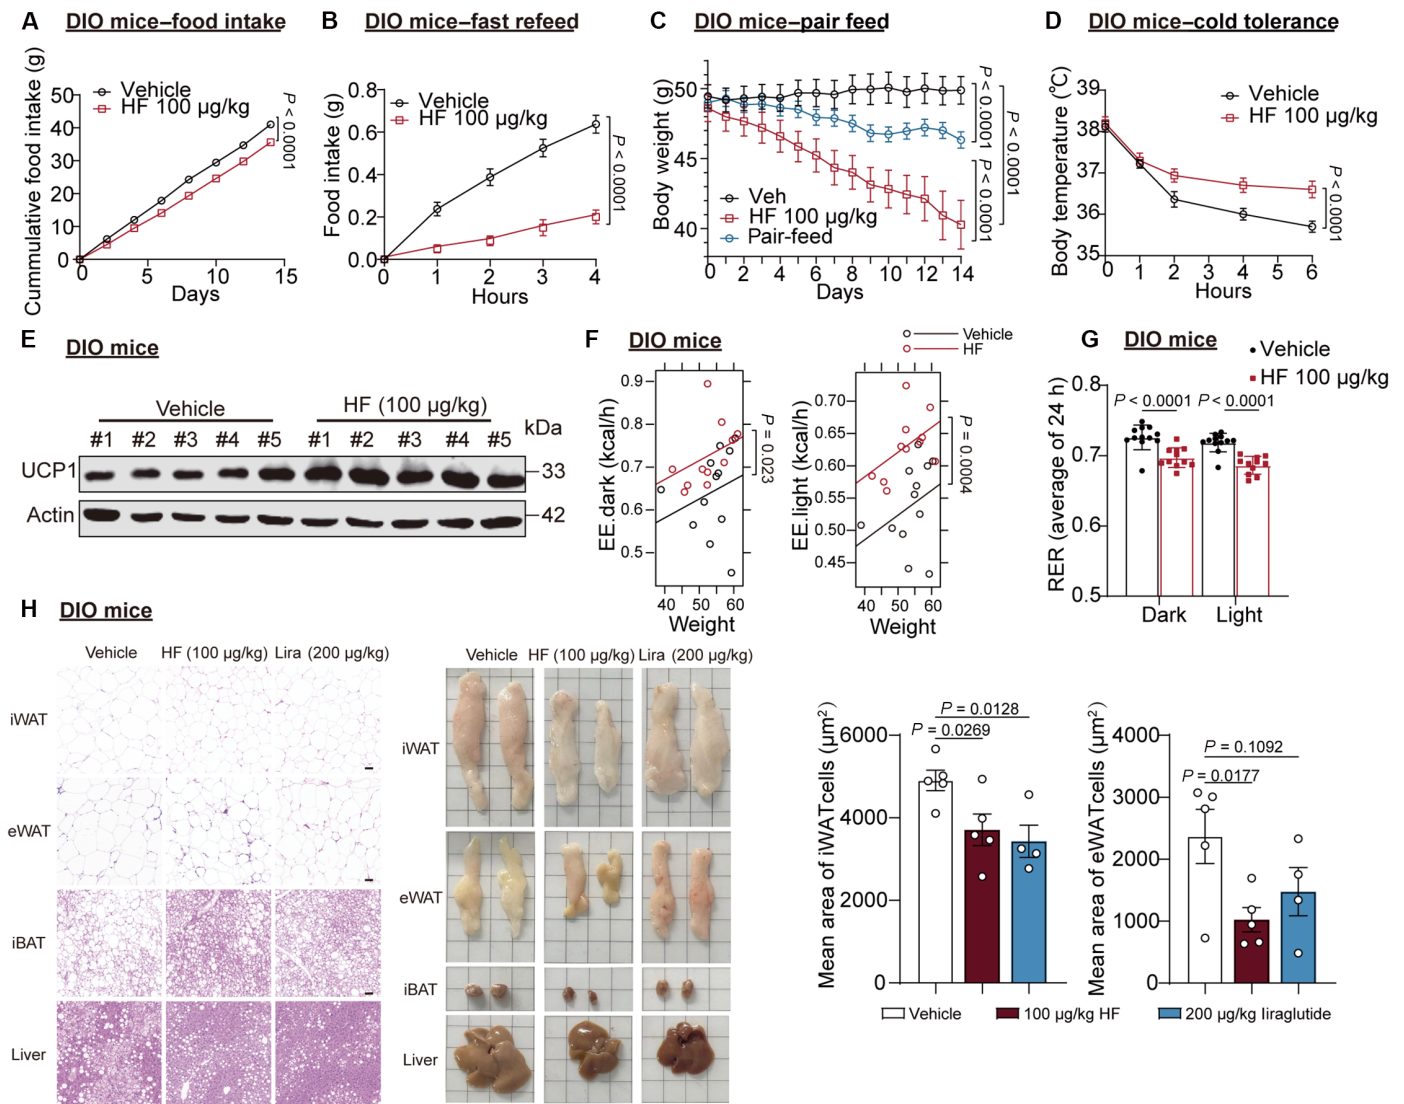 A DIO mice–food intake
Cummulative food intake (g)
Vehicle
HF 100 µg/kg
50
40
30
20
10
0
P < 0.0001
0 5 10 15
Days
B DIO mice–fast refeed
Food intake (g)
Vehicle
HF 100 µg/kg
0.8
0.6
0.4
0.2
0.0
P < 0.0001
0 1 2 3 4
Hours
C DIO mice–pair feed
Body weight (g)
50
45
40
Veh
HF 100 µg/kg
Pair-feed
P < 0.0001
P < 0.0001
P < 0.0001
0 2 4 6 8 10 12 14
Days
D DIO mice–cold tolerance
Body temperature (℃)
Vehicle
HF 100 µg/kg
39
38
37
36
35
P < 0.0001
0 1 2 3 4 5 6
Hours
E DIO mice
Vehicle HF (100 µg/kg)
#1 #2 #3 #4 #5 #1 #2 #3 #4 #5 kDa
UCP1 33
Actin 42
F DIO mice
Vehicle
HF
EE.dark (kcal/h)
0.9
0.8
0.7
0.6
0.5
P = 0.023
40 50 60
Weight
EE.light (kcal/h)
0.70
0.65
0.60
0.55
0.50
0.45
P = 0.0004
40 50 60
Weight
G DIO mice
Vehicle
HF 100 µg/kg
RER (average of 24 h)
0.8
0.7
0.6
0.5
P < 0.0001 P < 0.0001
Dark Light
H DIO mice
Vehicle HF (100 µg/kg) Lira (200 µg/kg)
iWAT
eWAT
iBAT
Liver
Vehicle HF (100 µg/kg) Lira (200 µg/kg)
iWAT
eWAT
iBAT
Liver
Mean area of iWATcells (µm²)
6000
4000
2000
0
P = 0.0128
P = 0.0269
Mean area of eWATcells (µm²)
4000
3000
2000
1000
0
P = 0.1092
P = 0.0177
Vehicle 100 µg/kg HF 200 µg/kg liraglutide